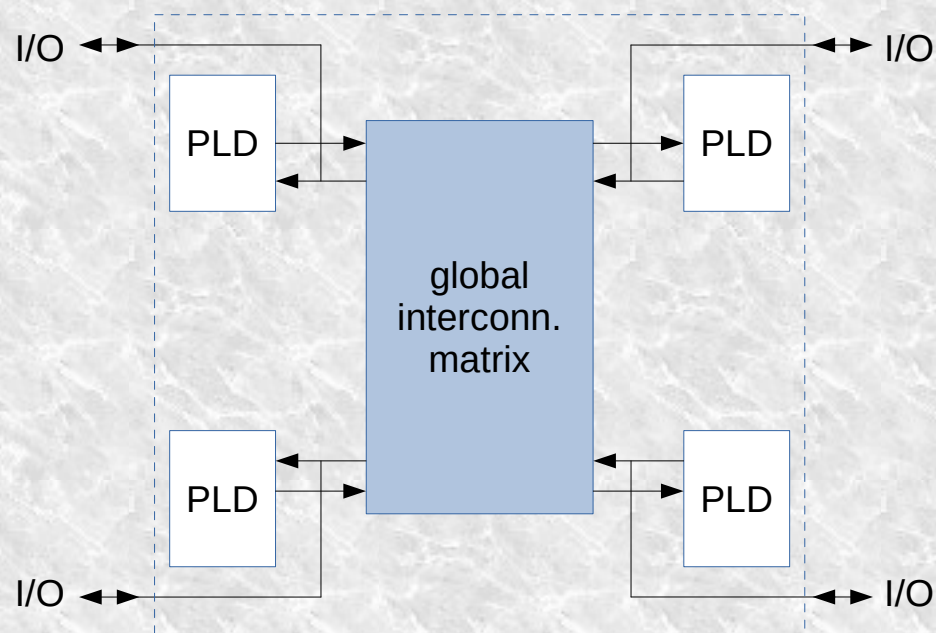 I/O
I/O
PLD
PLD
global
interconn.
matrix
PLD
PLD
I/O
I/O